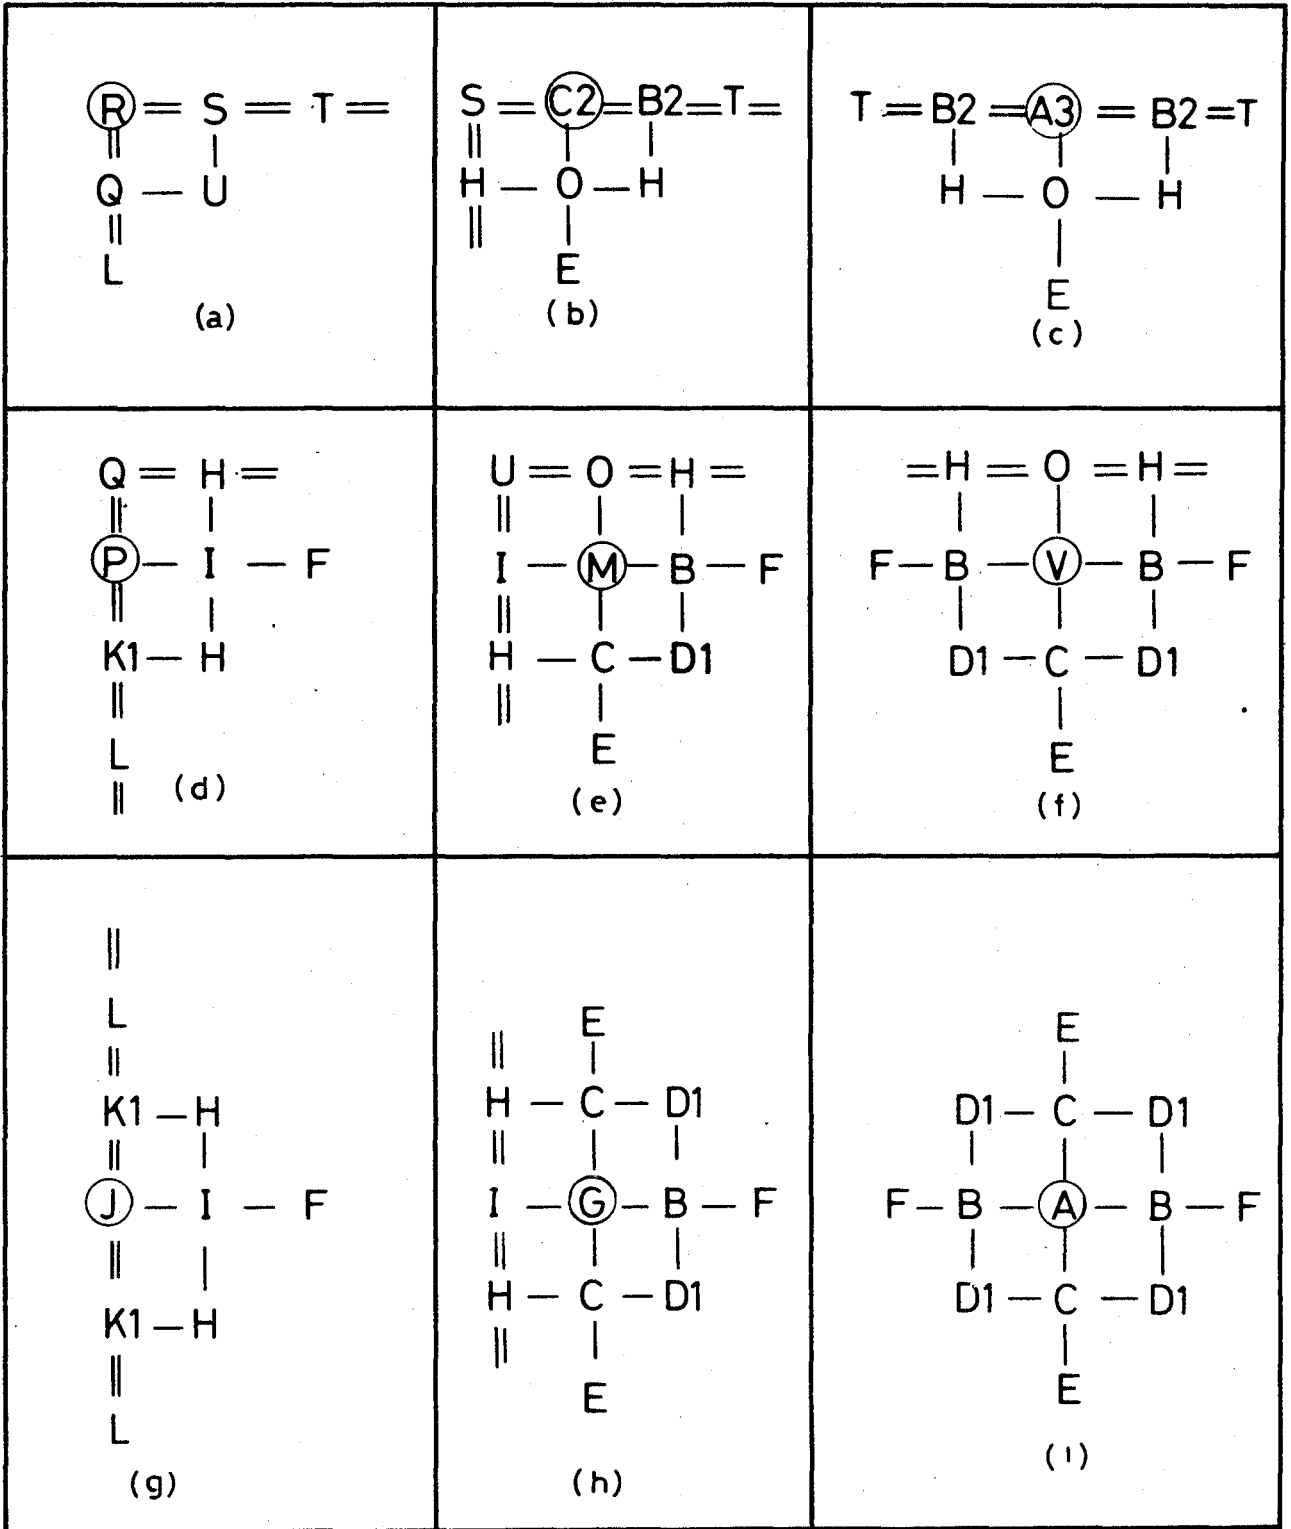 R = S = T =
Q — U
L
(a)
S = C2 = B2 = T =
H — O — H
E
(b)
T = B2 = A3 = B2 = T
H — O — H
E
(c)
Q = H =
P — I — F
K1 — H
L
(d)
U = O = H =
I — M — B — F
H — C — D1
E
(e)
= H = O = H =
F — B — V — B — F
D1 — C — D1
E
(f)
L
K1 — H
J — I — F
K1 — H
L
(g)
E
H — C — D1
I — G — B — F
H — C — D1
E
(h)
E
D1 — C — D1
F — B — A — B — F
D1 — C — D1
E
(i)